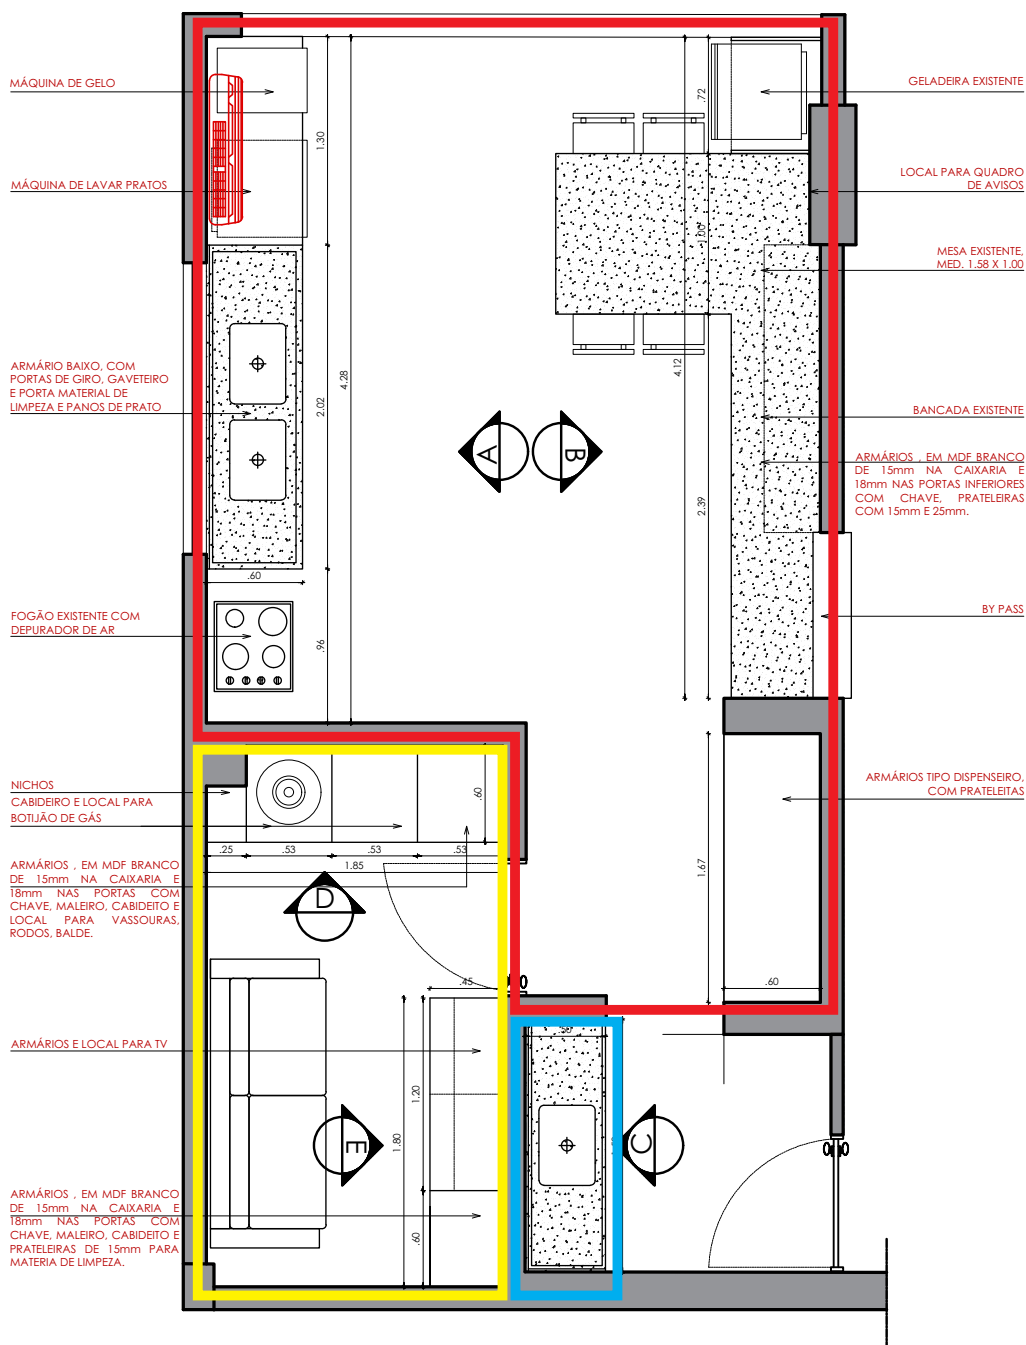 MÁQUINA DE GELO
MÁQUINA DE LAVAR PRATOS
ARMÁRIO BAIXO, COM
PORTAS DE GIRO, GAVETEIRO
E PORTA MATERIAL DE
LIMPEZA E PANOS DE PRATO
FOGÃO EXISTENTE COM
DEPURADOR DE AR
NICHOS
CABIDEIRO E LOCAL PARA
BOTIJÃO DE GÁS
ARMÁRIOS , EM MDF BRANCO
DE 15mm NA CAIXARIA E
18mm NAS PORTAS COM
CHAVE, MALEIRO, CABIDEITO E
LOCAL PARA VASSOURAS,
RODOS, BALDE.
ARMÁRIOS E LOCAL PARA TV
ARMÁRIOS , EM MDF BRANCO
DE 15mm NA CAIXARIA E
18mm NAS PORTAS COM
CHAVE, MALEIRO, CABIDEITO E
PRATELEIRAS DE 15mm PARA
MATERIA DE LIMPEZA.
1.30
2.02
4.28
.60
.96
.72
1.00
4.12
2.39
A
B
.60
.25
.53
.53
.53
1.85
D
.45
1.67
.60
1.20
1.80
.60
E
C
GELADEIRA EXISTENTE
LOCAL PARA QUADRO
DE AVISOS
MESA EXISTENTE,
MED. 1.58 X 1.00
BANCADA EXISTENTE
ARMÁRIOS , EM MDF BRANCO
DE 15mm NA CAIXARIA E
18mm NAS PORTAS INFERIORES
COM CHAVE, PRATELEIRAS
COM 15mm E 25mm.
BY PASS
ARMÁRIOS TIPO DISPENSEIRO,
COM PRATELEITAS